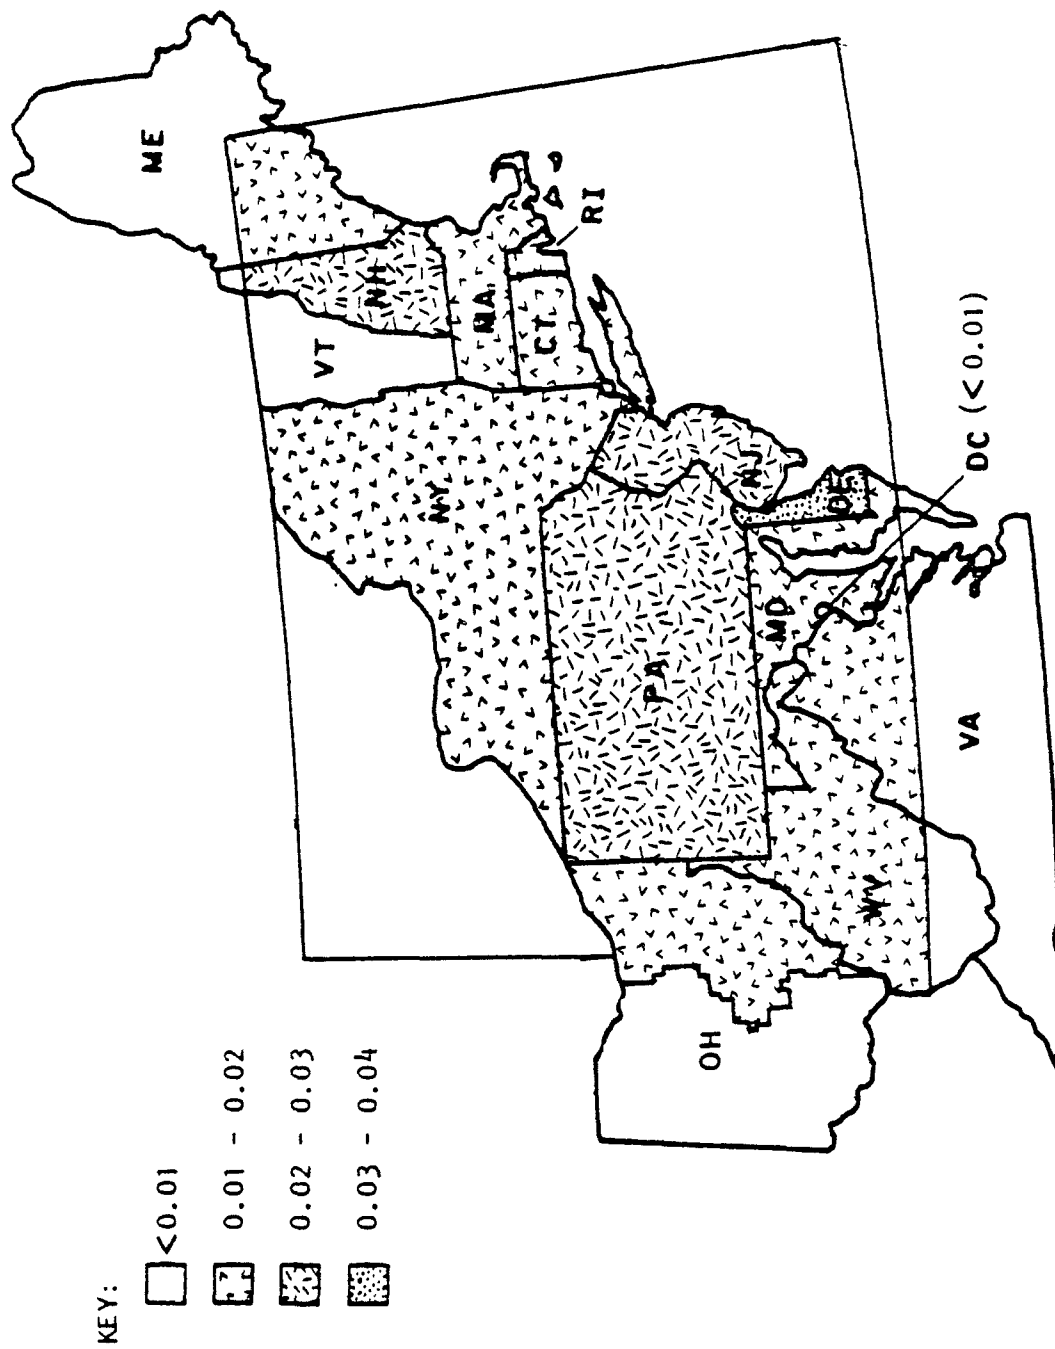 KEY:
<0.01
0.01 - 0.02
0.02 - 0.03
0.03 - 0.04
ME
VT
NH
NY
MA
CT
RI
NJ
PA
DE
MD
DC (<0.01)
OH
WV
VA